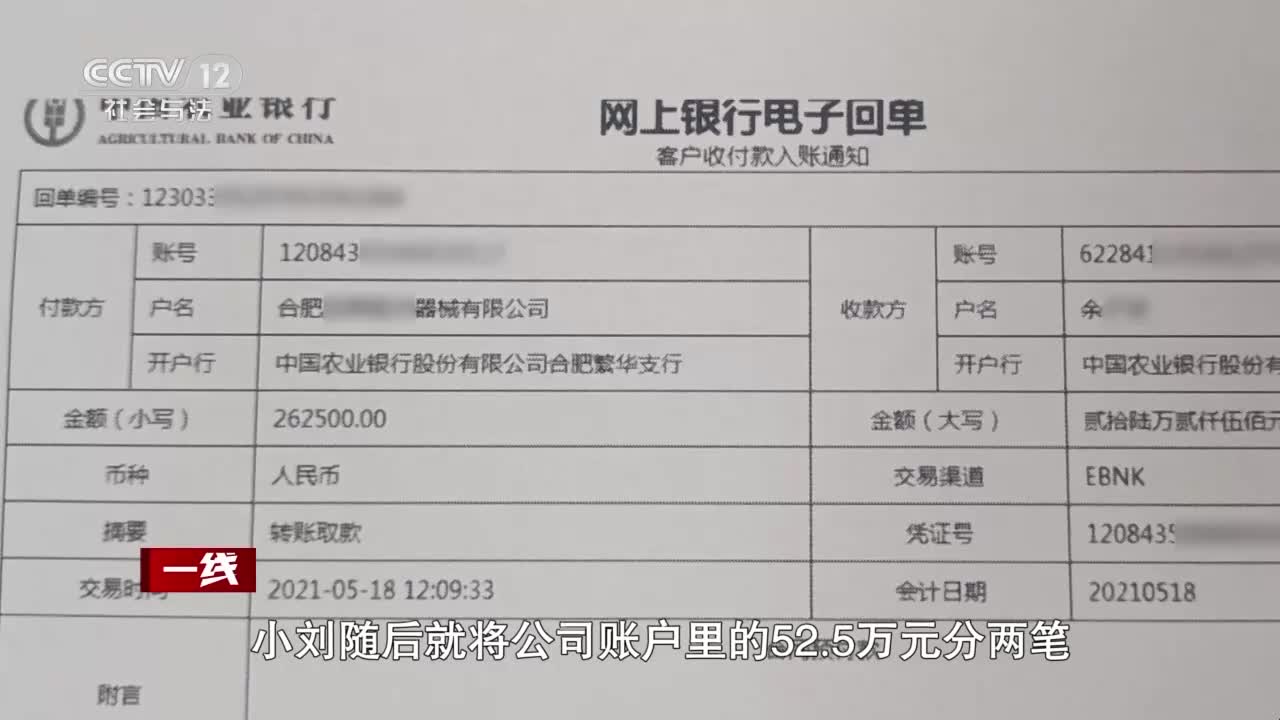 CCTV 12
社会与法
业银行
AGRICULTURAL BANK OF CHINA
网上银行电子回单
客户收付款入账通知
回单编号：123033
付款方
账号 120843
户名 合肥 器械有限公司
开户行 中国农业银行股份有限公司合肥繁华支行
收款方
账号 622841
户名 余
开户行 中国农业银行股份有
金额（小写） 262500.00 金额（大写） 贰拾陆万贰仟伍佰元
币种 人民币 交易渠道 EBNK
摘要 转账取款 凭证号 1208435
交易时间 2021-05-18 12:09:33 会计日期 20210518
一线
小刘随后就将公司账户里的52.5万元分两笔
附言